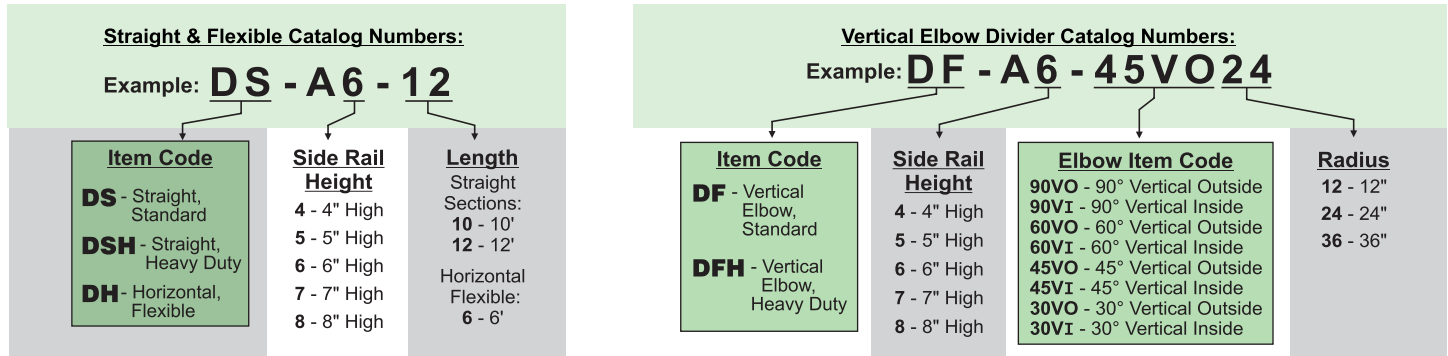 Straight & Flexible Catalog Numbers:
Example: DS - A6 - 12
Item Code
DS - Straight,
Standard
DSH - Straight,
Heavy Duty
DH - Horizontal,
Flexible
Side Rail
Height
4 - 4" High
5 - 5" High
6 - 6" High
7 - 7" High
8 - 8" High
Length
Straight
Sections:
10 - 10'
12 - 12'
Horizontal
Flexible:
6 - 6'
Vertical Elbow Divider Catalog Numbers:
Example: DF - A6 - 45VO24
Item Code
DF - Vertical
Elbow,
Standard
DFH - Vertical
Elbow,
Heavy Duty
Side Rail
Height
4 - 4" High
5 - 5" High
6 - 6" High
7 - 7" High
8 - 8" High
Elbow Item Code
90VO - 90° Vertical Outside
90VI - 90° Vertical Inside
60VO - 60° Vertical Outside
60VI - 60° Vertical Inside
45VO - 45° Vertical Outside
45VI - 45° Vertical Inside
30VO - 30° Vertical Outside
30VI - 30° Vertical Inside
Radius
12 - 12"
24 - 24"
36 - 36"